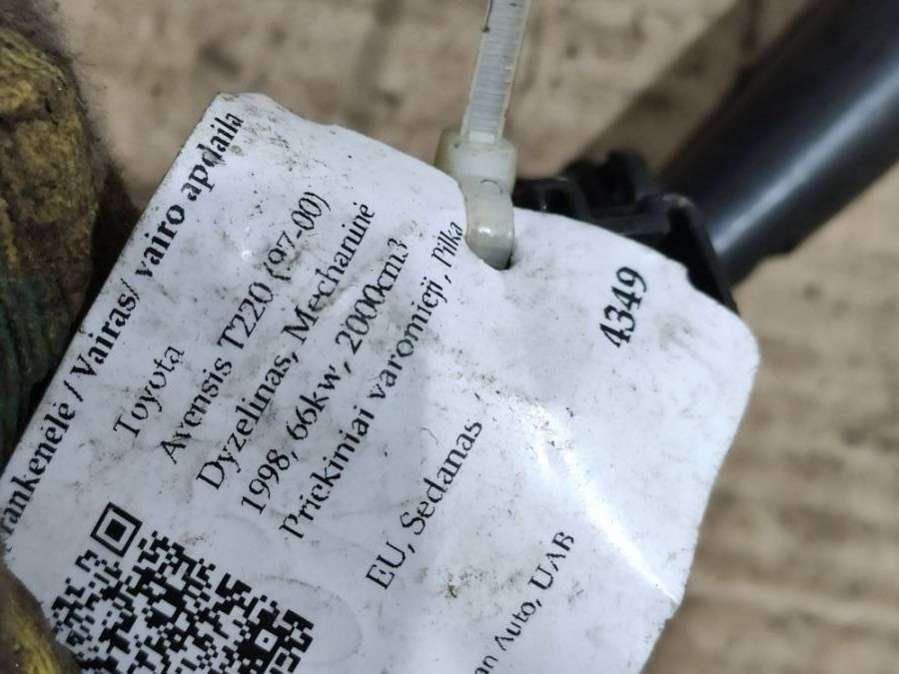 rankenėlė / Vairas/ vairo apdaila
4349
Toyota
Avensis T220 (97-00)
Dyzelinas, Mechaninė
1998, 66kw, 2000cm3
Priekiniai varomieji, Pilka
EU, Sedanas
Auto, UAB